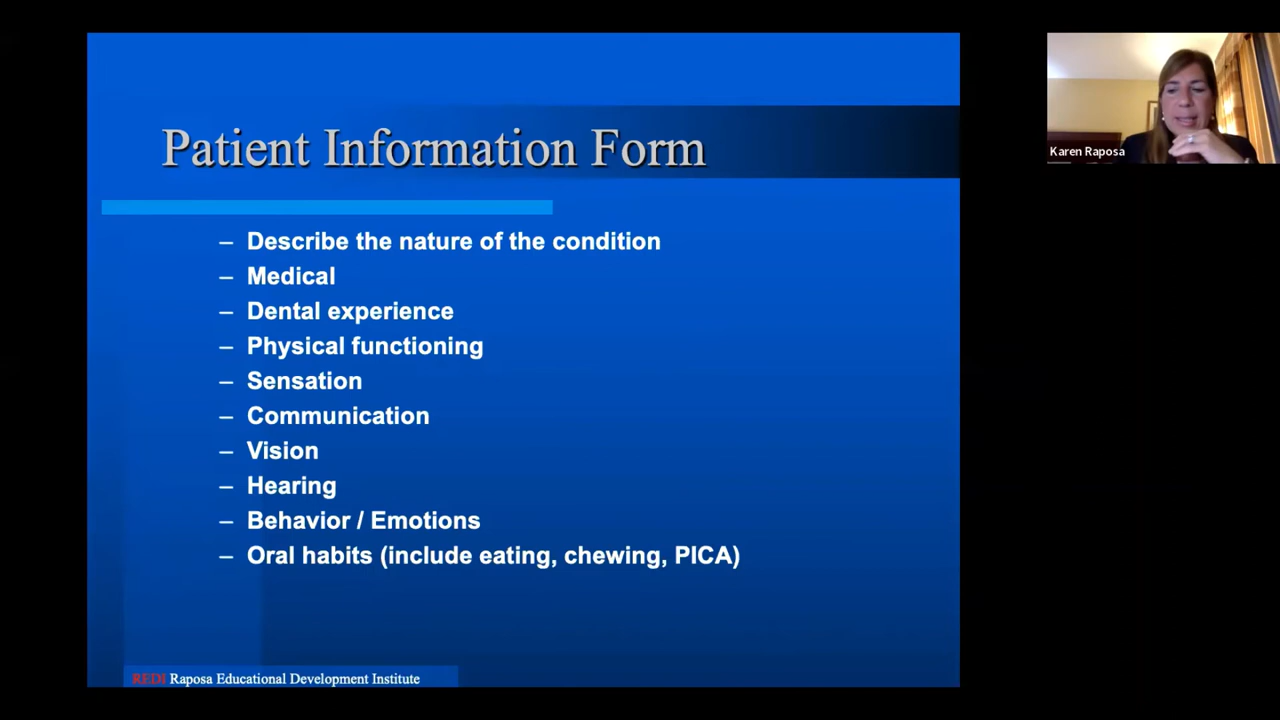 Patient Information Form
– Describe the nature of the condition
– Medical
– Dental experience
– Physical functioning
– Sensation
– Communication
– Vision
– Hearing
– Behavior / Emotions
– Oral habits (include eating, chewing, PICA)
REDI Raposa Educational Development Institute
Karen Raposa